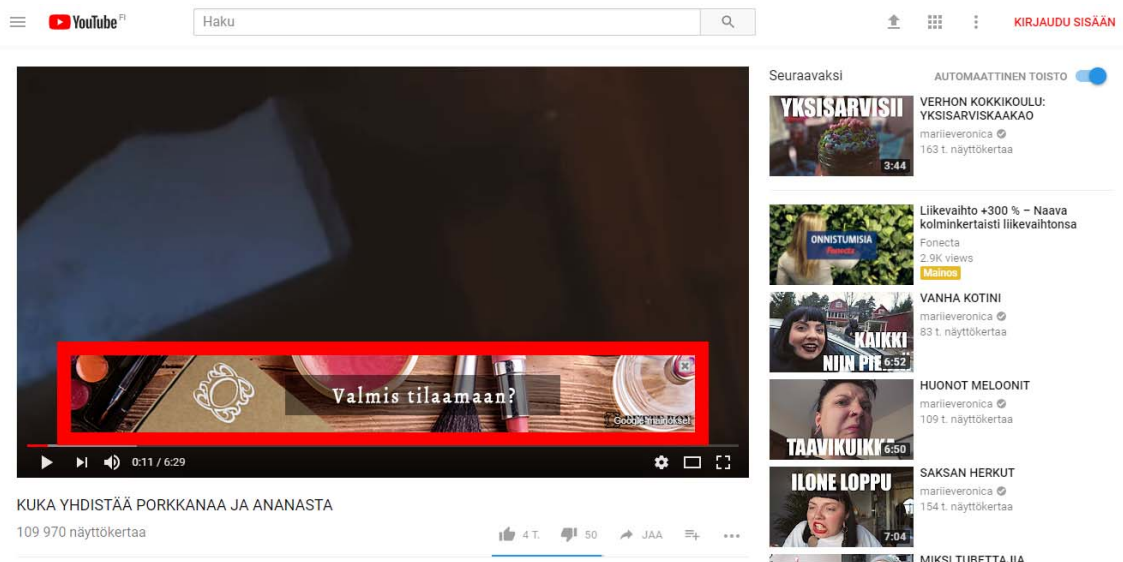 YouTube FI
Haku
KIRJAUDU SISÄÄN
Valmis tilaamaan?
Google-mainokset
0:11 / 6:29
KUKA YHDISTÄÄ PORKKANAA JA ANANASTA
109 970 näyttökertaa
4 T.
50
JAA
Seuraavaksi
AUTOMAATTINEN TOISTO
YKSISARVISII
3:44
VERHON KOKKIKOULU:
YKSISARVISKAAKAO
mariieveronica
163 t. näyttökertaa
ONNISTUMISIA
Fonecta
Liikevaihto +300 % – Naava
kolminkertaisti liikevaihtonsa
Fonecta
2.9K views
Mainos
KAIKKI
NIIN PIE
6:52
VANHA KOTINI
mariieveronica
83 t. näyttökertaa
TAAVIKUIKKA
6:50
HUONOT MELOONIT
mariieveronica
109 t. näyttökertaa
ILONE LOPPU
7:04
SAKSAN HERKUT
mariieveronica
154 t. näyttökertaa
MIKSI TUBETTAJIA